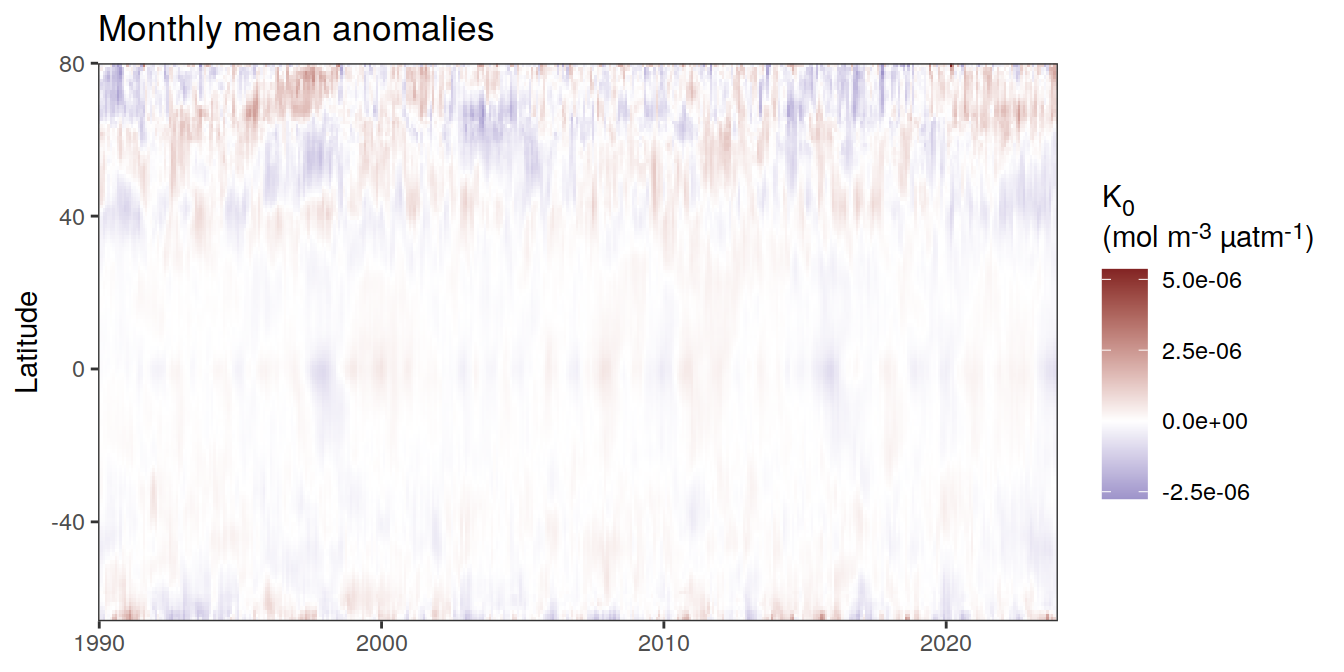 Monthly mean anomalies
80
40
0
-40
Latitude
1990 2000 2010 2020
K₀
(mol m⁻³ µatm⁻¹)
5.0e-06
2.5e-06
0.0e+00
-2.5e-06